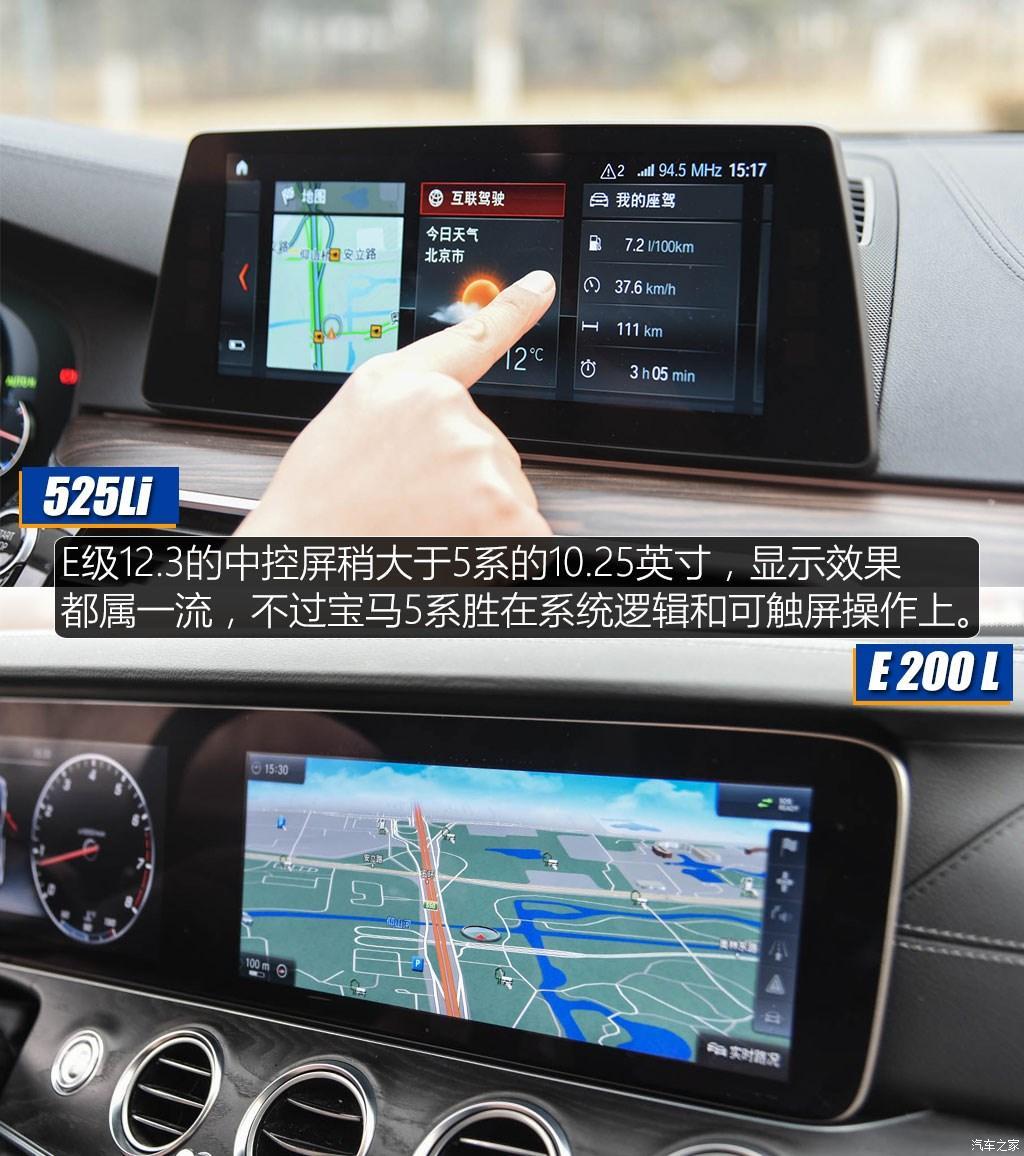 2 94.5 MHz 15:17
地图
互联驾驶
我的座驾
今日天气
北京市
安立路
12°C
7.2 l/100km
37.6 km/h
111 km
3 h 05 min
525Li
E级12.3的中控屏稍大于5系的10.25英寸，显示效果
都属一流，不过宝马5系胜在系统逻辑和可触屏操作上。
E 200 L
15:30
安立路
P
100 m
实时路况
汽车之家